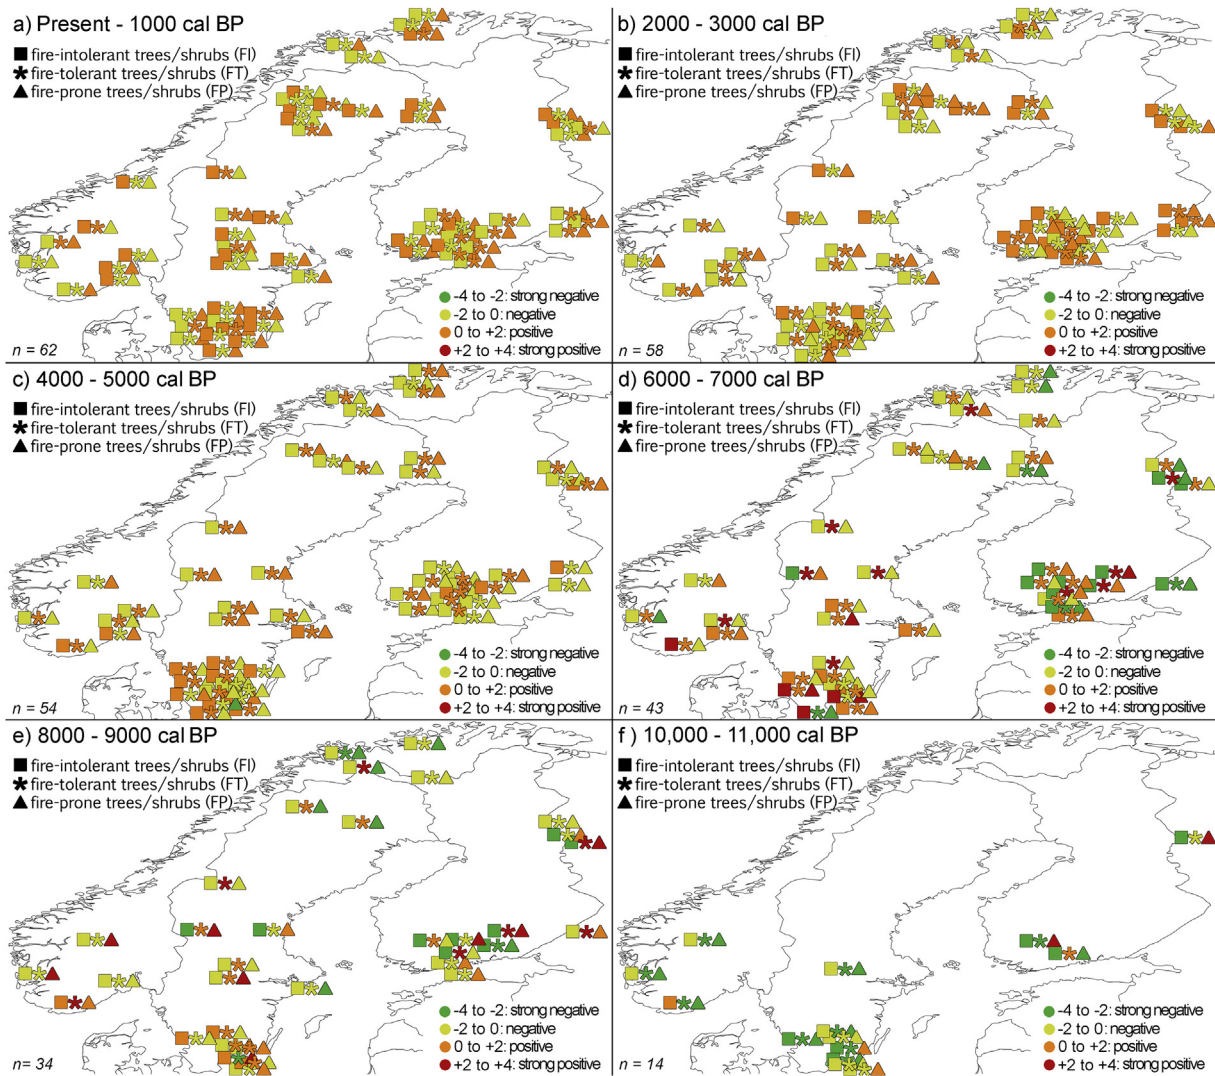 a) Present - 1000 cal BP
fire-intolerant trees/shrubs (FI)
fire-tolerant trees/shrubs (FT)
fire-prone trees/shrubs (FP)
-4 to -2: strong negative
-2 to 0: negative
0 to +2: positive
+2 to +4: strong positive
n = 62
b) 2000 - 3000 cal BP
fire-intolerant trees/shrubs (FI)
fire-tolerant trees/shrubs (FT)
fire-prone trees/shrubs (FP)
-4 to -2: strong negative
-2 to 0: negative
0 to +2: positive
+2 to +4: strong positive
n = 58
c) 4000 - 5000 cal BP
fire-intolerant trees/shrubs (FI)
fire-tolerant trees/shrubs (FT)
fire-prone trees/shrubs (FP)
-4 to -2: strong negative
-2 to 0: negative
0 to +2: positive
+2 to +4: strong positive
n = 54
d) 6000 - 7000 cal BP
fire-intolerant trees/shrubs (FI)
fire-tolerant trees/shrubs (FT)
fire-prone trees/shrubs (FP)
-4 to -2: strong negative
-2 to 0: negative
0 to +2: positive
+2 to +4: strong positive
n = 43
e) 8000 - 9000 cal BP
fire-intolerant trees/shrubs (FI)
fire-tolerant trees/shrubs (FT)
fire-prone trees/shrubs (FP)
-4 to -2: strong negative
-2 to 0: negative
0 to +2: positive
+2 to +4: strong positive
n= 34
f ) 10,000 - 11,000 cal BP
fire-intolerant trees/shrubs (FI)
fire-tolerant trees/shrubs (FT)
fire-prone trees/shrubs (FP)
-4 to -2: strong negative
-2 to 0: negative
0 to +2: positive
+2 to +4: strong positive
n = 14